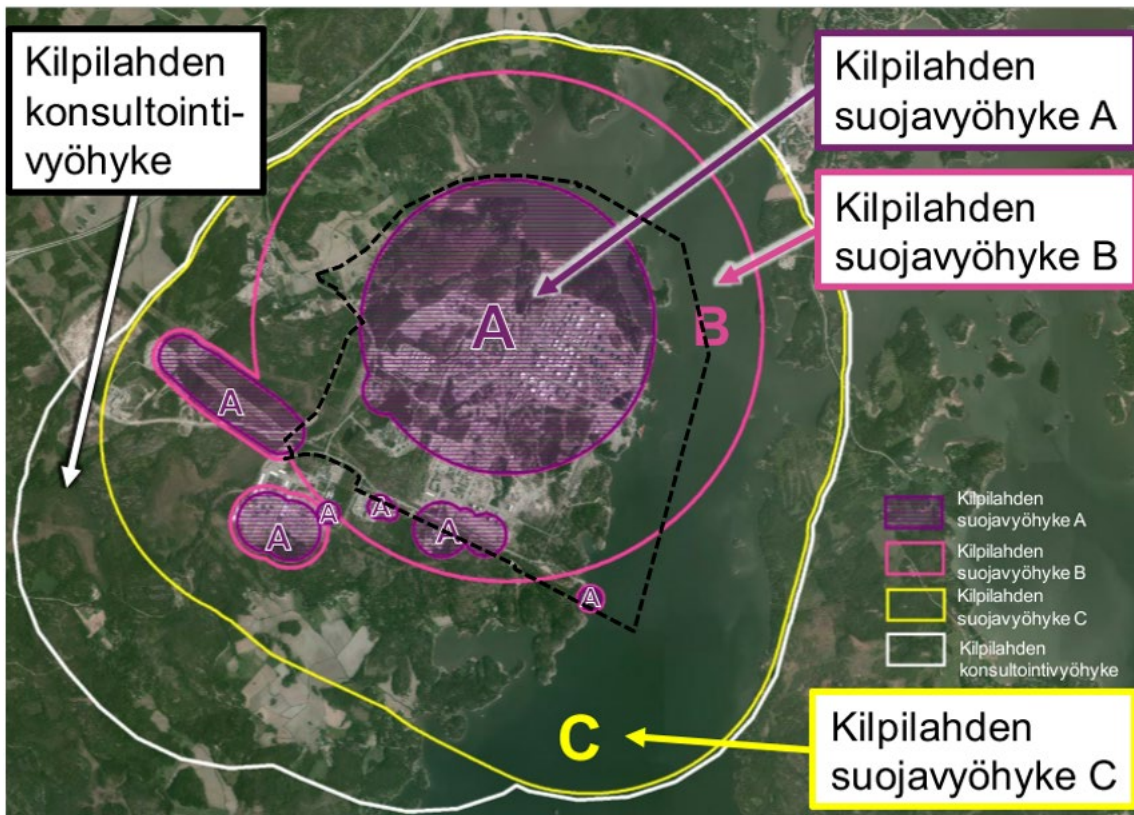 Kilpilahden
konsultointi-
vyöhyke
Kilpilahden
suojavyöhyke A
Kilpilahden
suojavyöhyke B
A
B
A
A
A
A
A
A
Kilpilahden
suojavyöhyke A
Kilpilahden
suojavyöhyke B
Kilpilahden
suojavyöhyke C
Kilpilahden
konsultointivyöhyke
C
Kilpilahden
suojavyöhyke C